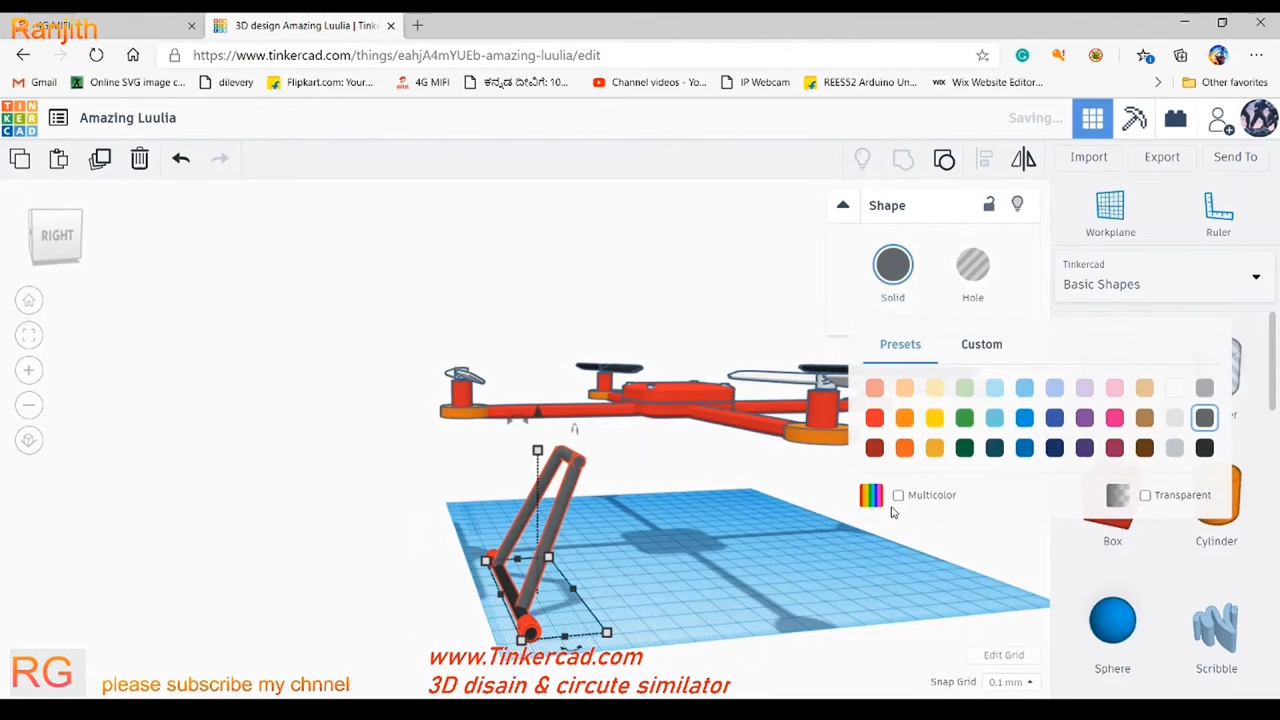 Ranjith
4G MIFI
3D design Amazing Luulia | Tink
https://www.tinkercad.com/things/eahjA4mYUEb-amazing-luulia/edit
Gmail
Online SVG image c...
dilevery
Flipkart.com: Your...
4G MIFI
ಕನ್ನಡ ದೀವಿಗೆ: 10...
Channel videos - Yo...
IP Webcam
REES52 Arduino Un...
WIX Wix Website Editor...
Other favorites
TIN
KER
CAD
Amazing Luulia
Saving...
Import
Export
Send To
RIGHT
Shape
Solid
Hole
Workplane
Ruler
Tinkercad
Basic Shapes
Presets
Custom
Multicolor
Transparent
Box
Cylinder
Sphere
Scribble
Edit Grid
Snap Grid
0.1 mm
www.Tinkercad.com
3D disain & circute similator
RG
please subscribe my chnnel